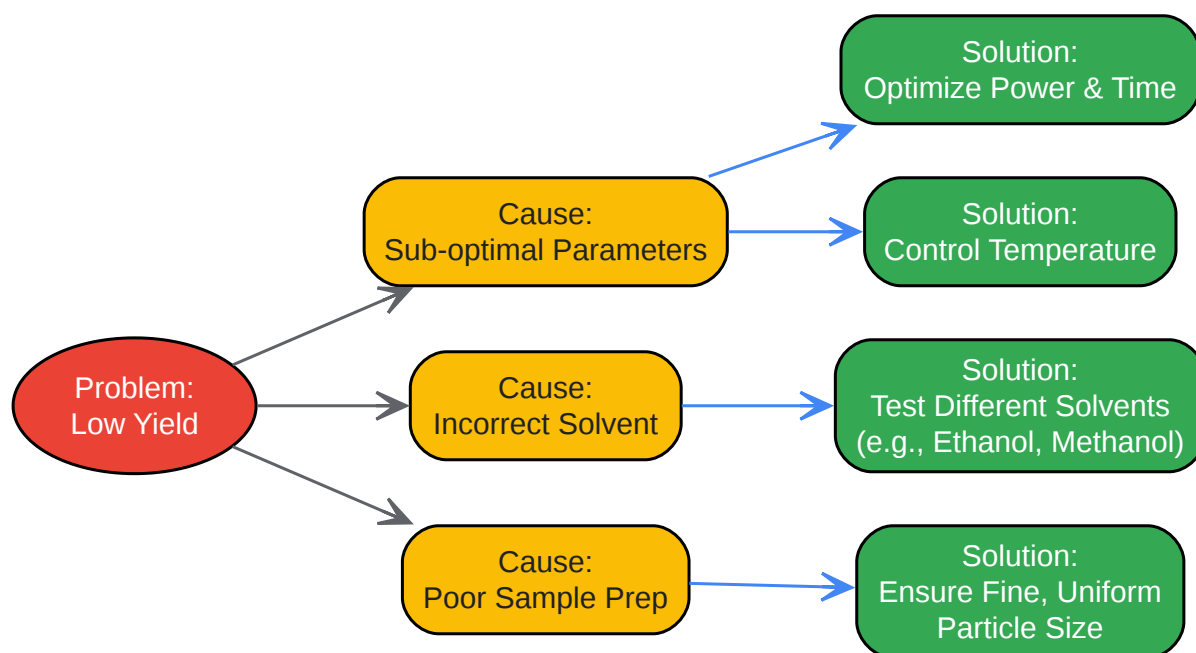 Problem:
Low Yield
Cause:
Sub-optimal Parameters
Solution:
Optimize Power & Time
Solution:
Control Temperature
Cause:
Incorrect Solvent
Solution:
Test Different Solvents
(e.g., Ethanol, Methanol)
Cause:
Poor Sample Prep
Solution:
Ensure Fine, Uniform
Particle Size